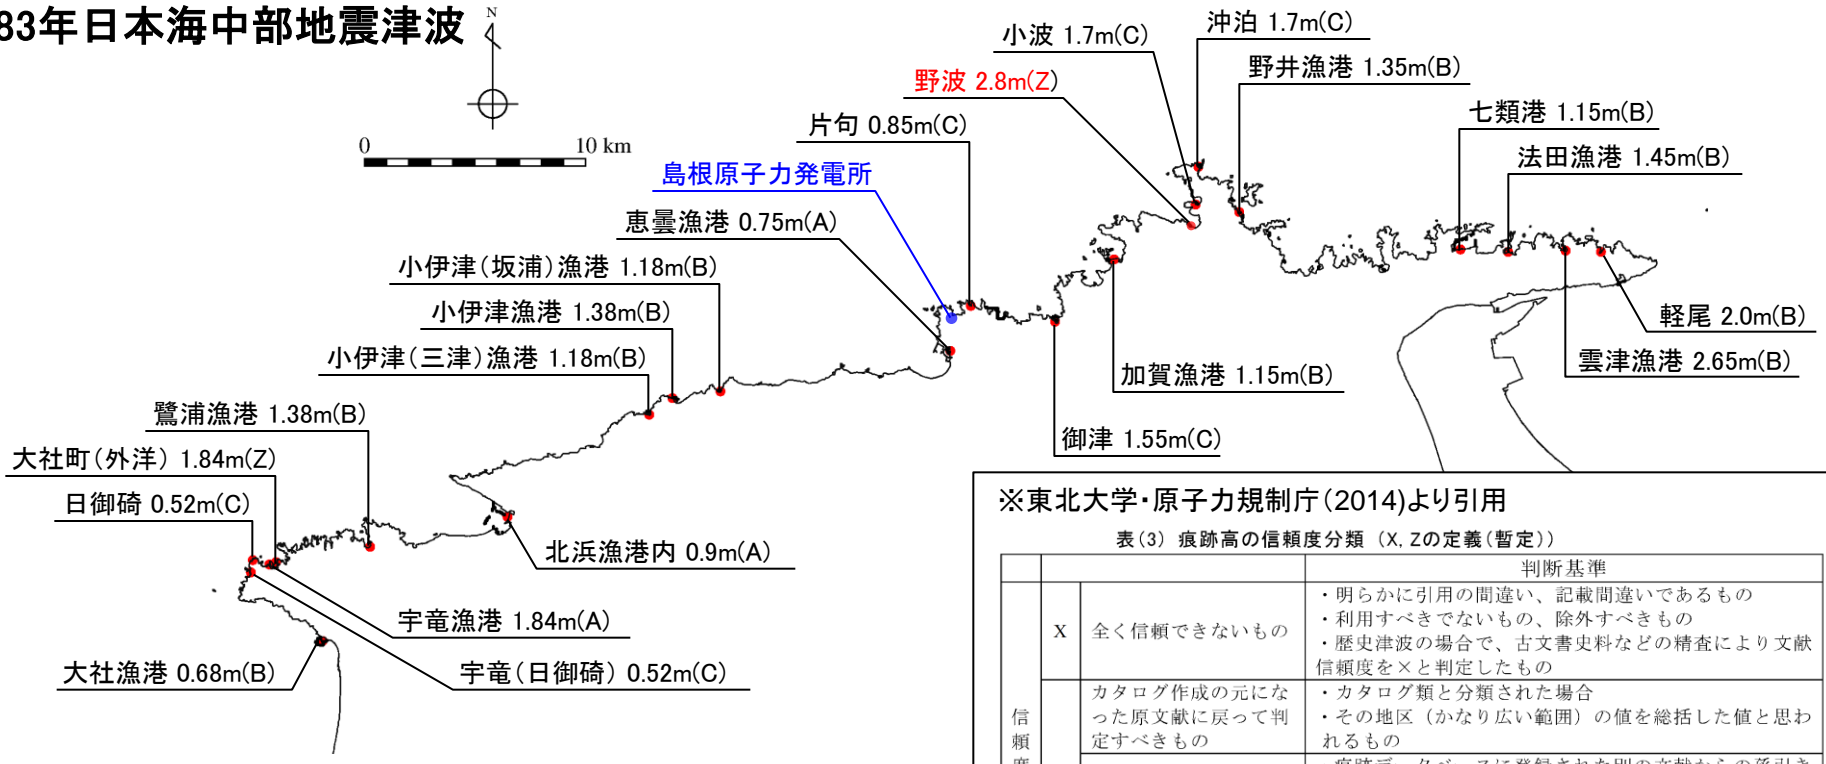 83年日本海中部地震津波
N
0 10 km
沖泊 1.7m(C)
小波 1.7m(C)
野井漁港 1.35m(B)
野波 2.8m(Z)
七類港 1.15m(B)
片句 0.85m(C)
法田漁港 1.45m(B)
島根原子力発電所
恵曇漁港 0.75m(A)
小伊津(坂浦)漁港 1.18m(B)
小伊津漁港 1.38m(B)
軽尾 2.0m(B)
小伊津(三津)漁港 1.18m(B)
雲津漁港 2.65m(B)
加賀漁港 1.15m(B)
鷺浦漁港 1.38m(B)
御津 1.55m(C)
大社町(外洋) 1.84m(Z)
日御碕 0.52m(C)
北浜漁港内 0.9m(A)
宇竜漁港 1.84m(A)
大社漁港 0.68m(B)
宇竜(日御碕) 0.52m(C)
※東北大学・原子力規制庁(2014)より引用
表(3) 痕跡高の信頼度分類 (X, Zの定義(暫定))
判断基準
X 全く信頼できないもの
・明らかに引用の間違い、記載間違いであるもの
・利用すべきでないもの、除外すべきもの
・歴史津波の場合で、古文書史料などの精査により文献
信頼度を×と判定したもの
カタログ作成の元にな
った原文献に戻って判
定すべきもの
・カタログ類と分類された場合
・その地区(かなり広い範囲)の値を総括した値と思わ
れるもの
信
頼